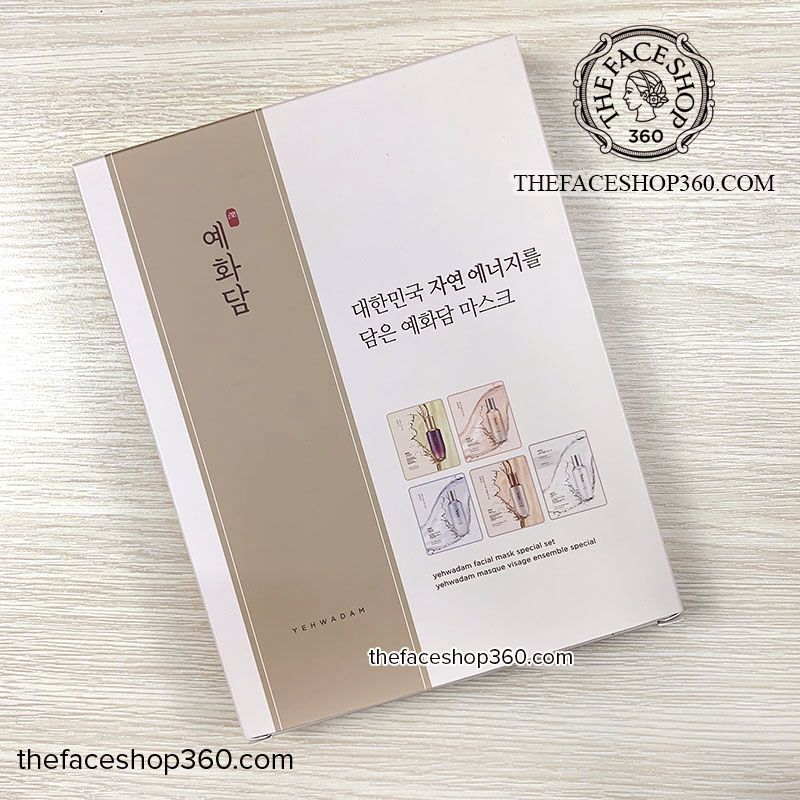 THE FACE SHOP
360
THEFACESHOP360.COM
예화담
대한민국 자연 에너지를
담은 예화담 마스크
yehwadam facial mask special set
yehwadam masque visage ensemble special
YEHWADAM
thefaceshop360.com
thefaceshop360.com